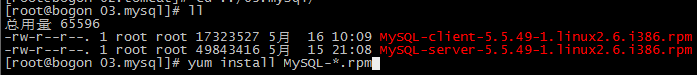 [root@bogon 03.mysql]# ll
总用量 65596
-rw-r--r--. 1 root root 17323527 5月  16 10:09 MySQL-client-5.5.49-1.linux2.6.i386.rpm
-rw-r--r--. 1 root root 49843416 5月  15 21:08 MySQL-server-5.5.49-1.linux2.6.i386.rpm
[root@bogon 03.mysql]# yum install MySQL-*.rpm